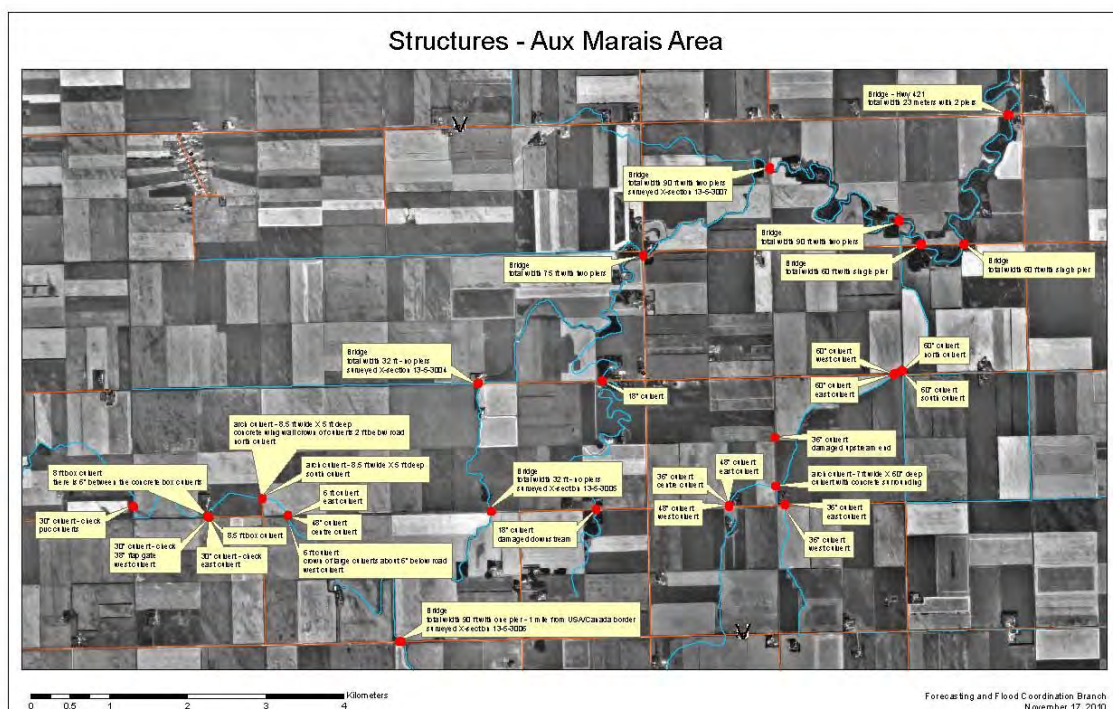 Structures - Aux Marais Area
Bridge - Hwy 421
total width 23 meters with 2 piers
Bridge
total width 90 ft with two piers
surveyed X-section 13-5-3007
Bridge
total width 90 ft with two piers
Bridge
total width 60 ft with single pier
Bridge
total width 60 ft with single pier
Bridge
total width 75 ft with two piers
Bridge
total width 32 ft - no piers
surveyed X-section 13-5-3004
18" culvert
60" culvert
west culvert
60" culvert
north culvert
60" culvert
east culvert
60" culvert
south culvert
36" culvert
damaged upstream end
arch culvert - 8.5 ft wide X 5 ft deep
concrete wing wall crown of culverts 2 ft below road
north culvert
arch culvert - 8.5 ft wide X 5 ft deep
south culvert
8 ft box culvert
there is 6" between the concrete box culverts
6 ft culvert
east culvert
Bridge
total width 32 ft - no piers
surveyed X-section 13-5-3005
36" culvert
centre culvert
48" culvert
east culvert
arch culvert - 7 ft wide X 60" deep
culvert with concrete surrounding
30" culvert - check
pvc culverts
8.5 ft box culvert
48" culvert
centre culvert
18" culvert
damaged downstream
48" culvert
west culvert
36" culvert
east culvert
30" culvert - check
38" flap gate
west culvert
30" culvert - check
east culvert
6 ft culvert
crown of large culverts about 6" below road
west culvert
36" culvert
west culvert
Bridge
total width 90 ft with one pier - 1 mile from USA/Canada border
surveyed X-section 13-5-3006
Kilometers
0 0.5 1 2 3 4
Forecasting and Flood Coordination Branch
November 17, 2010